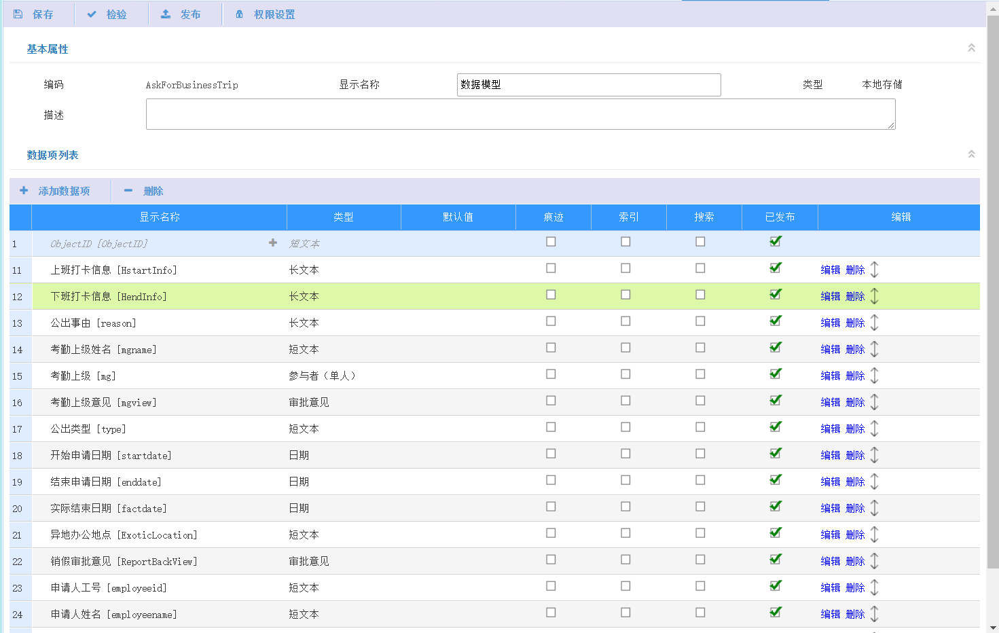 保存 检验 发布 权限设置
基本属性
编码 AskForBusinessTrip 显示名称 数据模型 类型 本地存储
描述
数据项列表
添加数据项 删除
显示名称 类型 默认值 痕迹 索引 搜索 已发布 编辑
1 ObjectID [ObjectID] 短文本
11 上班打卡信息 [HstartInfo] 长文本 编辑 删除
12 下班打卡信息 [HendInfo] 长文本 编辑 删除
13 公出事由 [reason] 长文本 编辑 删除
14 考勤上级姓名 [mgname] 短文本 编辑 删除
15 考勤上级 [mg] 参与者（单人） 编辑 删除
16 考勤上级意见 [mgview] 审批意见 编辑 删除
17 公出类型 [type] 短文本 编辑 删除
18 开始申请日期 [startdate] 日期 编辑 删除
19 结束申请日期 [enddate] 日期 编辑 删除
20 实际结束日期 [factdate] 日期 编辑 删除
21 异地办公地点 [ExoticLocation] 短文本 编辑 删除
22 销假审批意见 [ReportBackView] 审批意见 编辑 删除
23 申请人工号 [employeeid] 短文本 编辑 删除
24 申请人姓名 [employeename] 短文本 编辑 删除